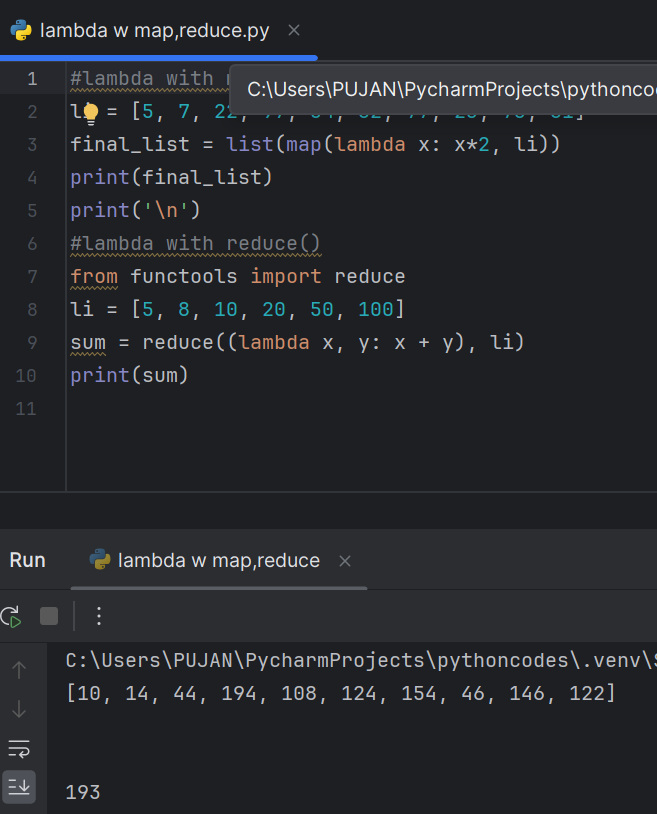 lambda w map,reduce.py
1 #lambda with
C:\Users\PUJAN\PycharmProjects\pythoncod
2 l = [5, 7, 22,
3 final_list = list(map(lambda x: x*2, li))
4 print(final_list)
5 print('\n')
6 #lambda with reduce()
7 from functools import reduce
8 li = [5, 8, 10, 20, 50, 100]
9 sum = reduce((lambda x, y: x + y), li)
10 print(sum)
11
Run lambda w map,reduce
C:\Users\PUJAN\PycharmProjects\pythoncodes\.venv\S
[10, 14, 44, 194, 108, 124, 154, 46, 146, 122]
193